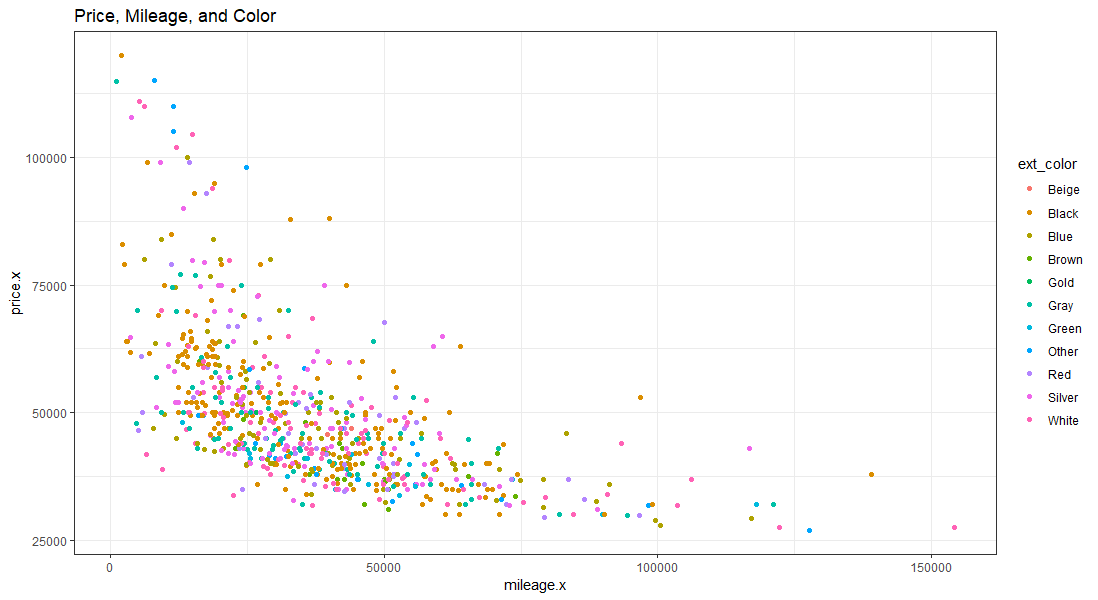 Price, Mileage, and Color
price.x
100000
75000
50000
25000
0
50000
100000
150000
mileage.x
ext_color
Beige
Black
Blue
Brown
Gold
Gray
Green
Other
Red
Silver
White